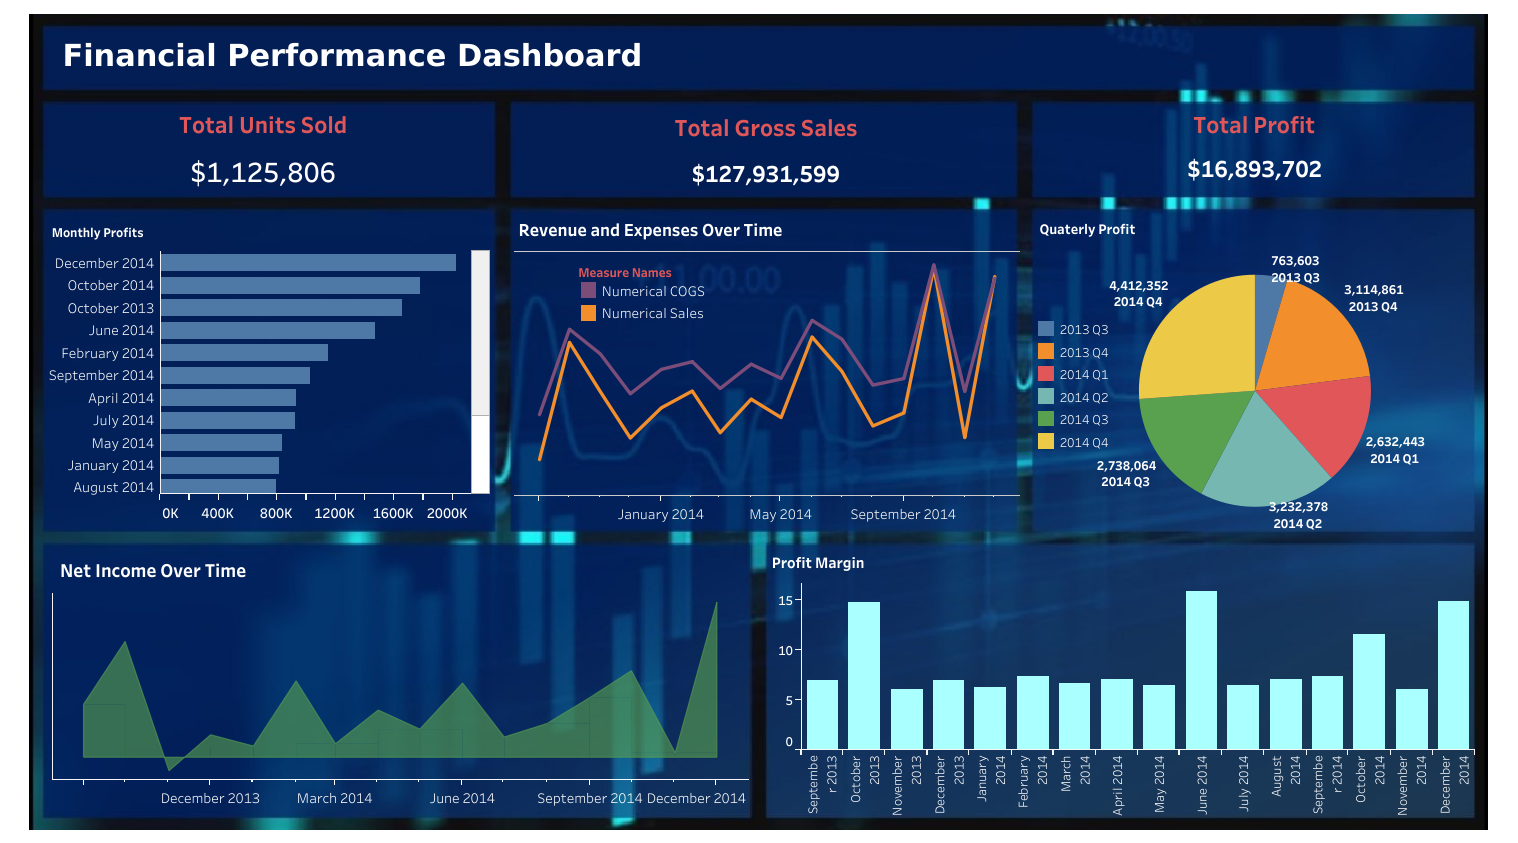 Financial Performance Dashboard
Total Units Sold
$1,125,806
Total Gross Sales
$127,931,599
Total Profit
$16,893,702
Monthly Profits
December 2014
October 2014
October 2013
June 2014
February 2014
September 2014
April 2014
July 2014
May 2014
January 2014
August 2014
0K 400K 800K 1200K 1600K 2000K
Revenue and Expenses Over Time
Measure Names
Numerical COGS
Numerical Sales
January 2014 May 2014 September 2014
Quaterly Profit
763,603
2013 Q3
3,114,861
2013 Q4
4,412,352
2014 Q4
2013 Q3
2013 Q4
2014 Q1
2014 Q2
2014 Q3
2014 Q4
2,632,443
2014 Q1
2,738,064
2014 Q3
3,232,378
2014 Q2
Net Income Over Time
December 2013 March 2014 June 2014 September 2014 December 2014
Profit Margin
15
10
5
0
Septembe
r 2013
October
2013
November
2013
December
2013
January
2014
February
2014
March
2014
April 2014
May 2014
June 2014
July 2014
August
2014
Septembe
r 2014
October
2014
November
2014
December
2014